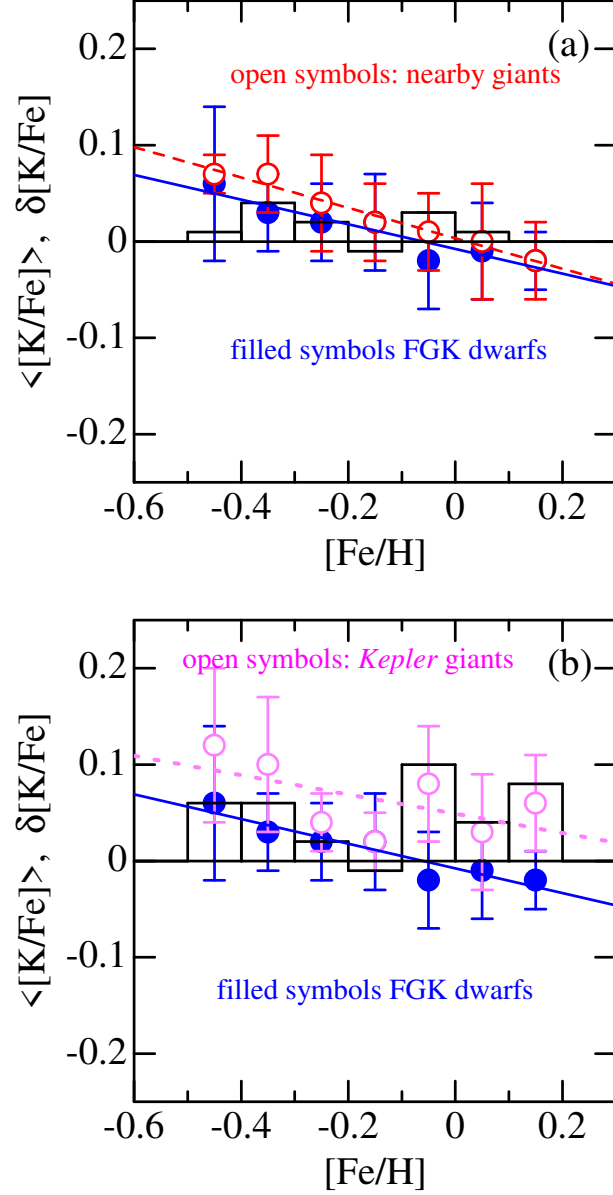 (a)
open symbols: nearby giants
0.2
0.1
0
-0.1
-0.2
<[K/Fe]>, δ[K/Fe]
filled symbols FGK dwarfs
-0.6 -0.4 -0.2 0 0.2
[Fe/H]
open symbols: Kepler giants
(b)
0.2
0.1
0
-0.1
-0.2
<[K/Fe]>, δ[K/Fe]
filled symbols FGK dwarfs
-0.6 -0.4 -0.2 0 0.2
[Fe/H]